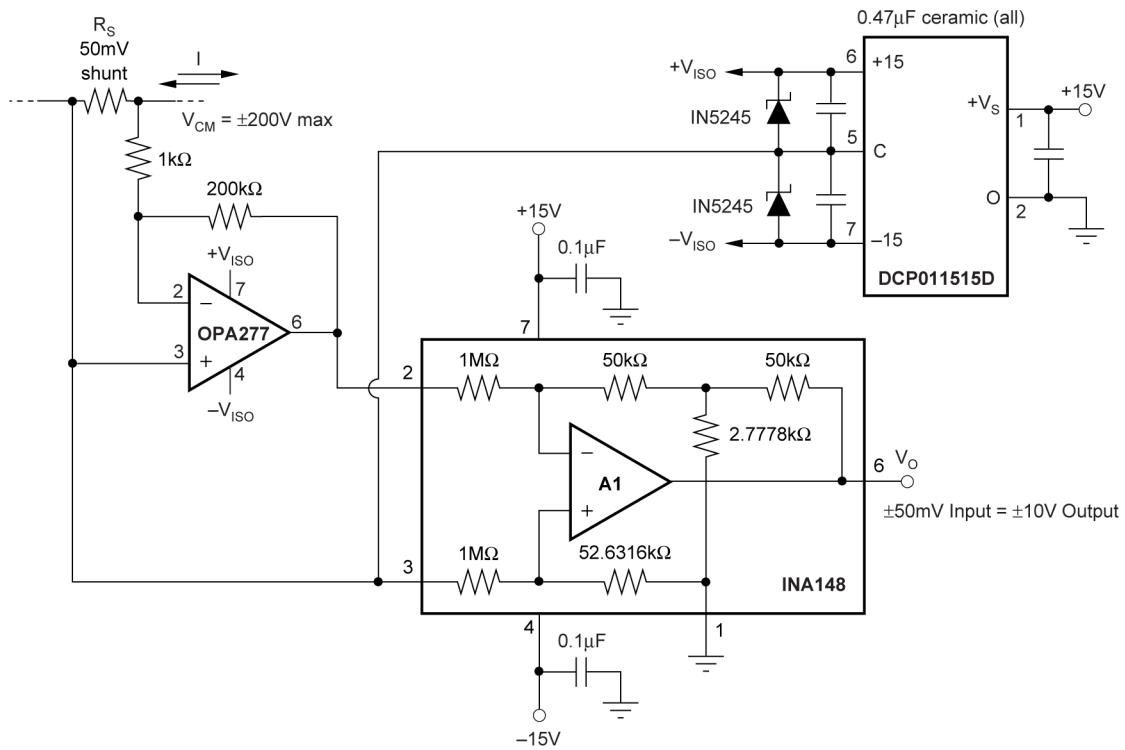 0.47μF ceramic (all)
R_S
50mV
shunt
I
V_CM = ±200V max
1kΩ
200kΩ
+V_ISO
7
2
–
OPA277
6
3
+
4
–V_ISO
+V_ISO
IN5245
IN5245
–V_ISO
6
+15
5
C
7
–15
+V_S
1
+15V
O
2
DCP011515D
+15V
0.1μF
7
2
1MΩ
50kΩ
50kΩ
2.7778kΩ
–
A1
+
6
V_O
±50mV Input = ±10V Output
3
1MΩ
52.6316kΩ
INA148
4
1
0.1μF
–15V